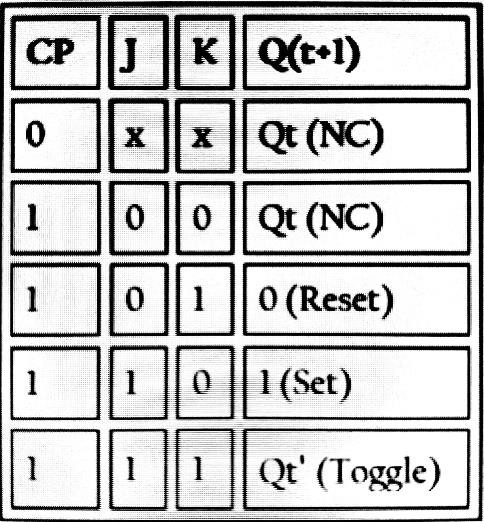 CP J K Q(t+1)
0 x x Qt (NC)
1 0 0 Qt (NC)
1 0 1 0 (Reset)
1 1 0 1 (Set)
1 1 1 Qt' (Toggle)